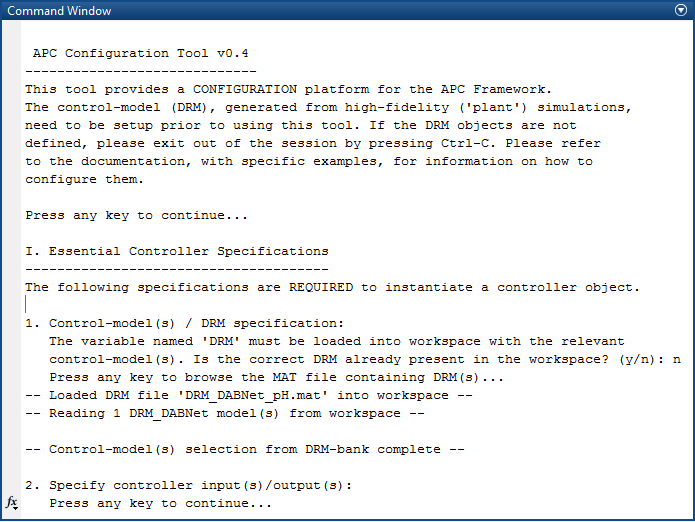 Command Window
APC Configuration Tool v0.4
-----------------------------
This tool provides a CONFIGURATION platform for the APC Framework.
The control-model (DRM), generated from high-fidelity ('plant') simulations,
need to be setup prior to using this tool. If the DRM objects are not
defined, please exit out of the session by pressing Ctrl-C. Please refer
to the documentation, with specific examples, for information on how to
configure them.
Press any key to continue...
I. Essential Controller Specifications
--------------------------------------
The following specifications are REQUIRED to instantiate a controller object.
1. Control-model(s) / DRM specification:
The variable named 'DRM' must be loaded into workspace with the relevant
control-model(s). Is the correct DRM already present in the workspace? (y/n): n
Press any key to browse the MAT file containing DRM(s)...
-- Loaded DRM file 'DRM_DABNet_pH.mat' into workspace --
-- Reading 1 DRM_DABNet model(s) from workspace --
-- Control-model(s) selection from DRM-bank complete --
2. Specify controller input(s)/output(s):
fx Press any key to continue...